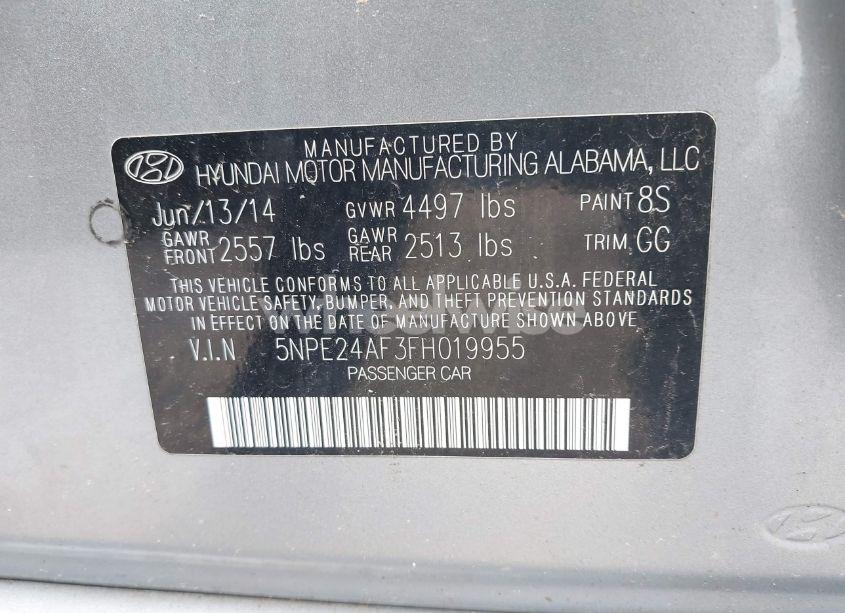 MANUFACTURED BY
HYUNDAI MOTOR MANUFACTURING ALABAMA, LLC
Jun/13/14 GVWR 4497 lbs PAINT 8S
GAWR FRONT 2557 lbs GAWR REAR 2513 lbs TRIM GG
THIS VEHICLE CONFORMS TO ALL APPLICABLE U.S.A. FEDERAL
MOTOR VEHICLE SAFETY, BUMPER, AND THEFT PREVENTION STANDARDS
IN EFFECT ON THE DATE OF MANUFACTURE SHOWN ABOVE
V.I.N 5NPE24AF3FH019955
PASSENGER CAR